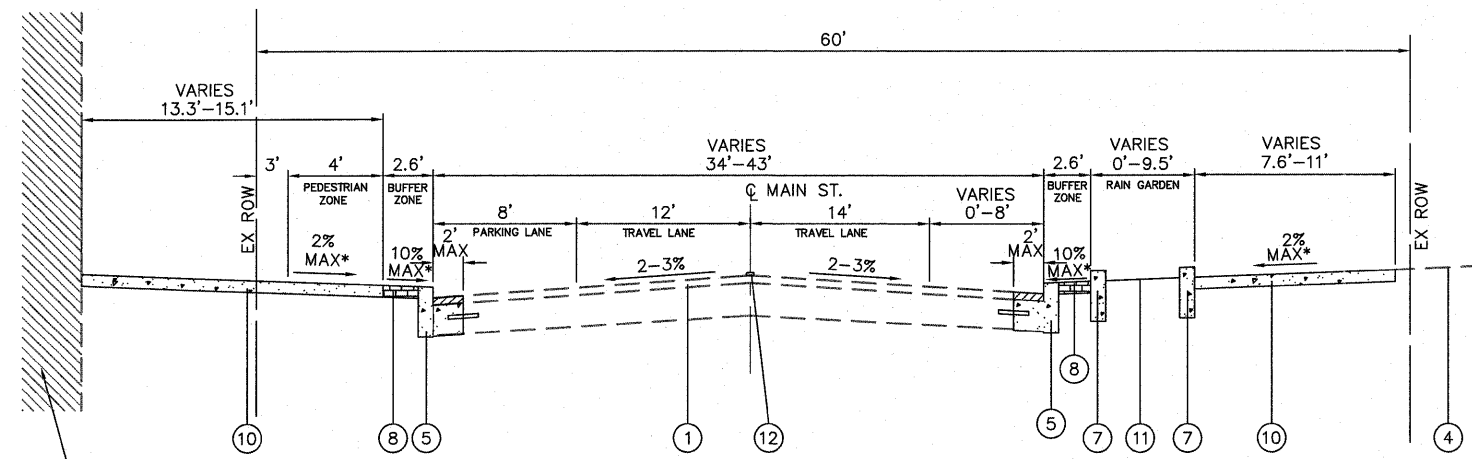 60'
VARIES
13.3'-15.1'
3'
4'
PEDESTRIAN
ZONE
2.6'
BUFFER
ZONE
VARIES
34'-43'
2.6'
BUFFER
ZONE
VARIES
0'-9.5'
RAIN GARDEN
VARIES
7.6'-11'
EX ROW
℄ MAIN ST.
EX ROW
8'
PARKING LANE
12'
TRAVEL LANE
14'
TRAVEL LANE
VARIES
0'-8'
2%
MAX*
10%
MAX*
2'
MAX
2-3%
2-3%
2'
MAX
10%
MAX*
2%
MAX*
8
10
8
5
1
12
5
7
11
7
10
4